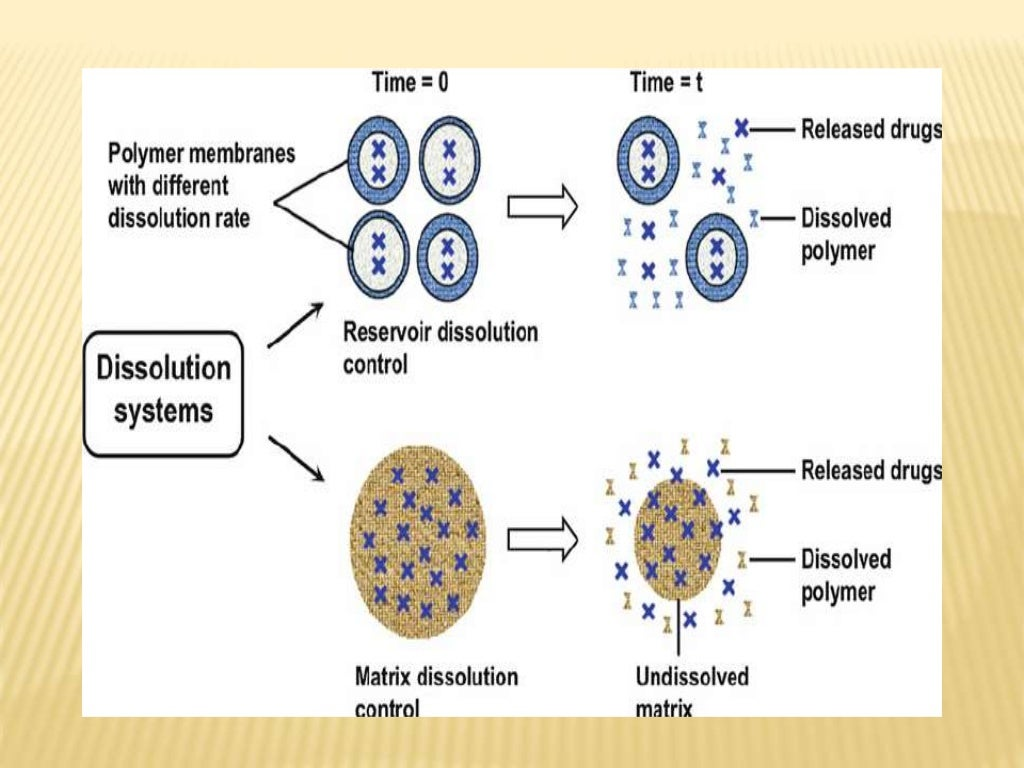 Time = 0
Time = t
Polymer membranes
with different
dissolution rate
Released drugs
Dissolved
polymer
Reservoir dissolution
control
Dissolution
systems
Released drugs
Dissolved
polymer
Matrix dissolution
control
Undissolved
matrix